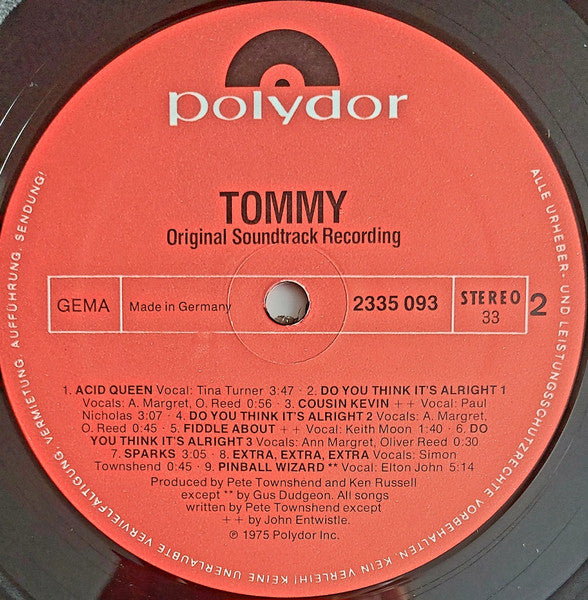 polydor
TOMMY
Original Soundtrack Recording
GEMA
Made in Germany
2335 093
STEREO
33
2
1. ACID QUEEN Vocal: Tina Turner 3:47 · 2. DO YOU THINK IT'S ALRIGHT 1
Vocals: A. Margret, O. Reed 0:56 · 3. COUSIN KEVIN ++ Vocal: Paul
Nicholas 3:07 · 4. DO YOU THINK IT'S ALRIGHT 2 Vocals: A. Margret,
O. Reed 0:45 · 5. FIDDLE ABOUT ++ Vocal: Keith Moon 1:40 · 6. DO
YOU THINK IT'S ALRIGHT 3 Vocals: Ann Margret, Oliver Reed 0:30
7. SPARKS 3:05 · 8. EXTRA, EXTRA, EXTRA Vocals: Simon
Townshend 0:45 · 9. PINBALL WIZARD ** Vocal: Elton John 5:14
Produced by Pete Townshend and Ken Russell
except ** by Gus Dudgeon. All songs
written by Pete Townshend except
++ by John Entwistle.
℗ 1975 Polydor Inc.
ALLE URHEBER- UND LEISTUNGSSCHUTZRECHTE VORBEHALTEN. KEIN VERLEIH! KEINE UNERLAUBTE VERVIELFÄLTIGUNG, VERMIETUNG, AUFFÜHRUNG, SENDUNG!